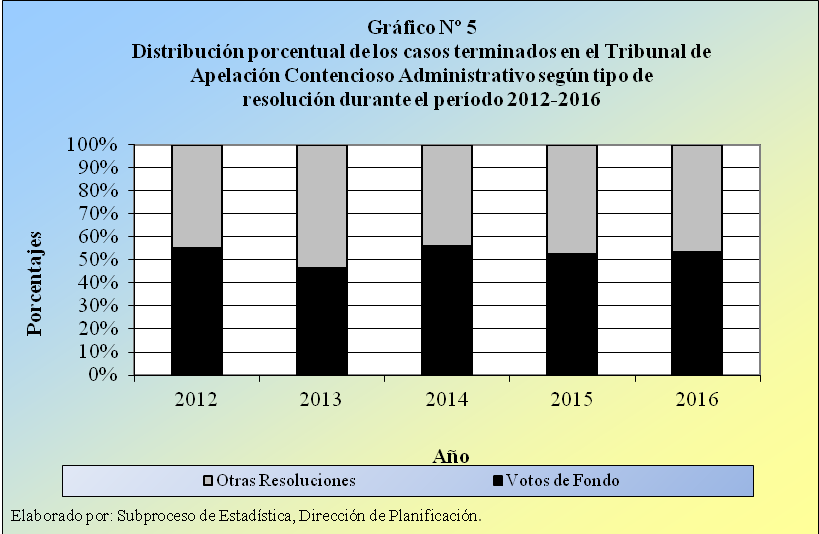 Gráfico Nº 5
Distribución porcentual de los casos terminados en el Tribunal de
Apelación Contencioso Administrativo según tipo de
resolución durante el período 2012-2016
100%
90%
80%
70%
60%
50%
40%
30%
20%
10%
0%
Porcentajes
2012 2013 2014 2015 2016
Año
Otras Resoluciones Votos de Fondo
Elaborado por: Subproceso de Estadística, Dirección de Planificación.